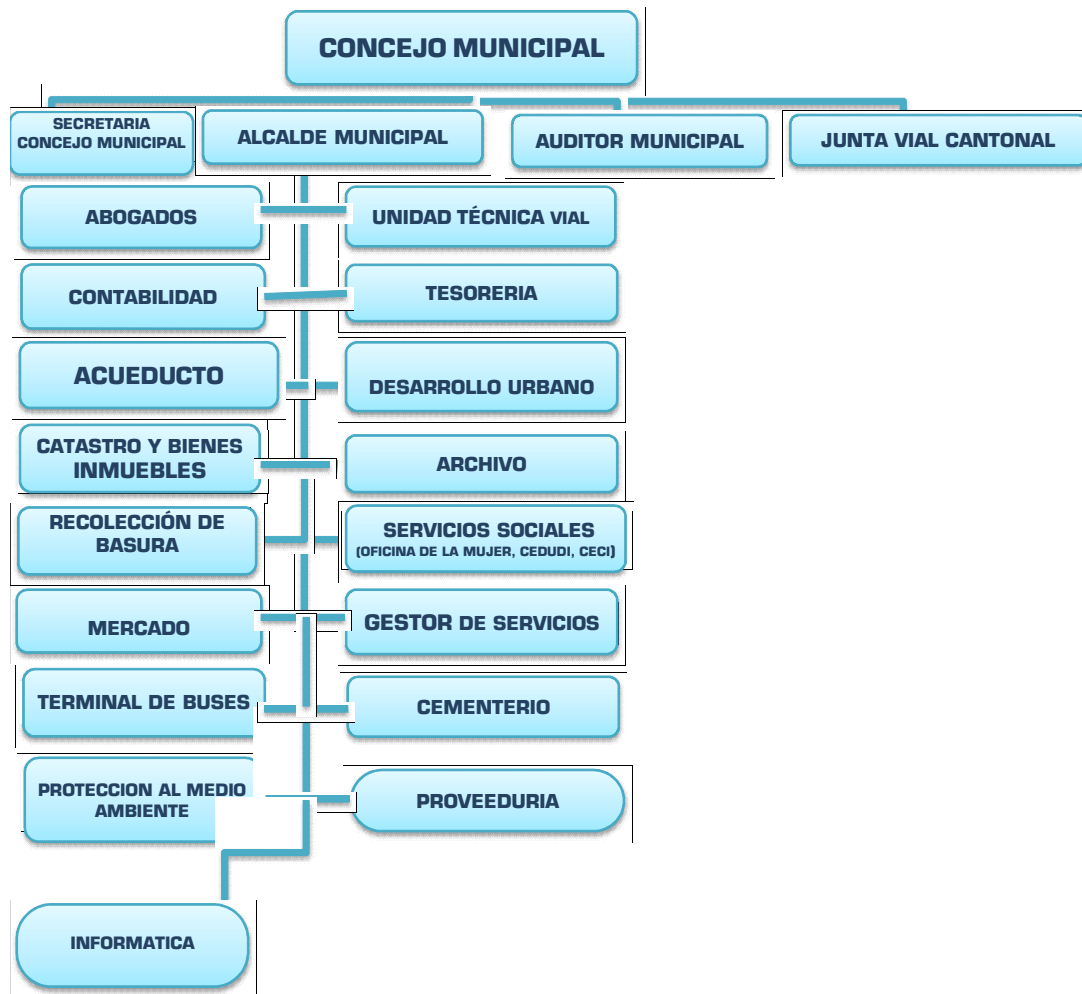 CONCEJO MUNICIPAL
SECRETARIA
CONCEJO MUNICIPAL
ALCALDE MUNICIPAL
AUDITOR MUNICIPAL
JUNTA VIAL CANTONAL
ABOGADOS
UNIDAD TÉCNICA VIAL
CONTABILIDAD
TESORERIA
ACUEDUCTO
DESARROLLO URBANO
CATASTRO Y BIENES
INMUEBLES
ARCHIVO
RECOLECCIÓN DE
BASURA
SERVICIOS SOCIALES
(OFICINA DE LA MUJER, CEDUDI, CECI)
MERCADO
GESTOR DE SERVICIOS
TERMINAL DE BUSES
CEMENTERIO
PROTECCION AL MEDIO
AMBIENTE
PROVEEDURIA
INFORMATICA